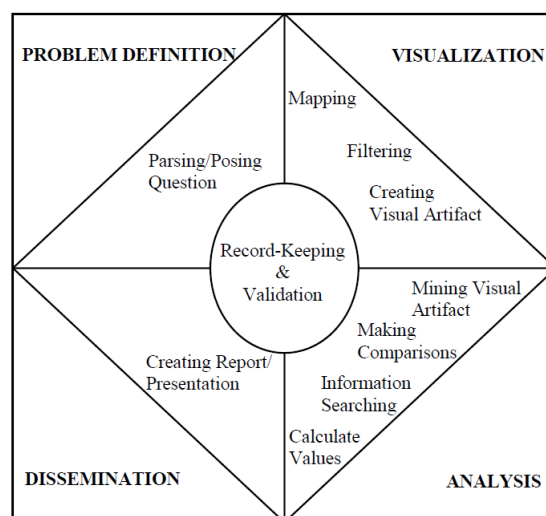 PROBLEM DEFINITION
VISUALIZATION
Mapping
Filtering
Parsing/Posing
Question
Creating
Visual Artifact
Record-Keeping
&
Validation
Mining Visual
Artifact
Making
Comparisons
Creating Report/
Presentation
Information
Searching
Calculate
Values
DISSEMINATION
ANALYSIS